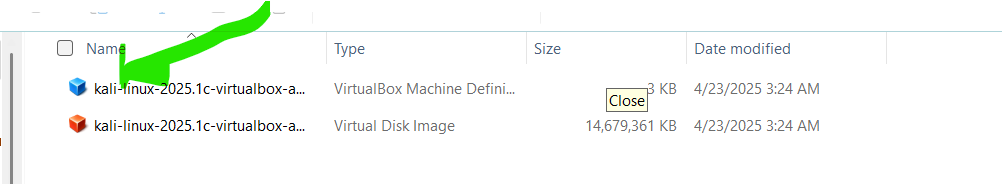 Name Type Size Date modified
kali-linux-2025.1c-virtualbox-a... VirtualBox Machine Defini... 3 KB 4/23/2025 3:24 AM
Close
kali-linux-2025.1c-virtualbox-a... Virtual Disk Image 14,679,361 KB 4/23/2025 3:24 AM